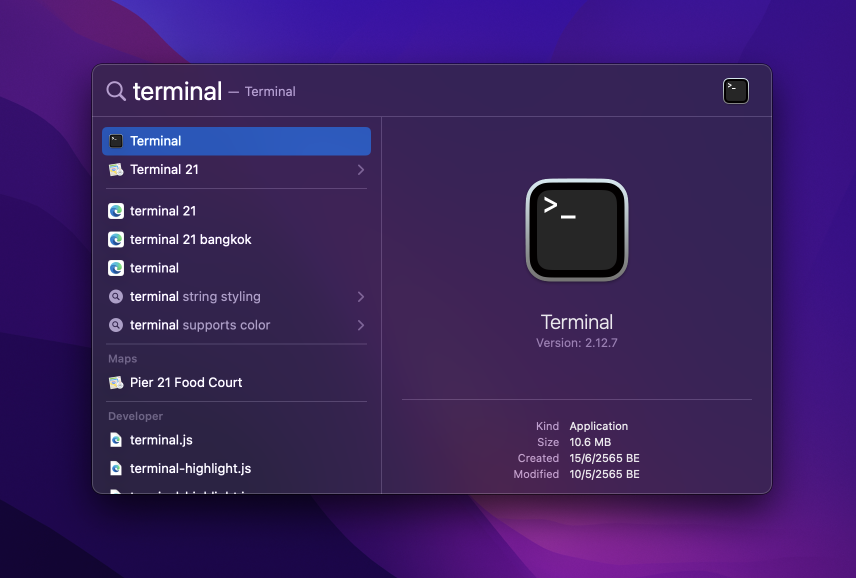 terminal — Terminal
Terminal
Terminal 21
terminal 21
terminal 21 bangkok
terminal
terminal string styling
terminal supports color
Maps
Pier 21 Food Court
Developer
terminal.js
terminal-highlight.js
>_
Terminal
Version: 2.12.7
Kind Application
Size 10.6 MB
Created 15/6/2565 BE
Modified 10/5/2565 BE